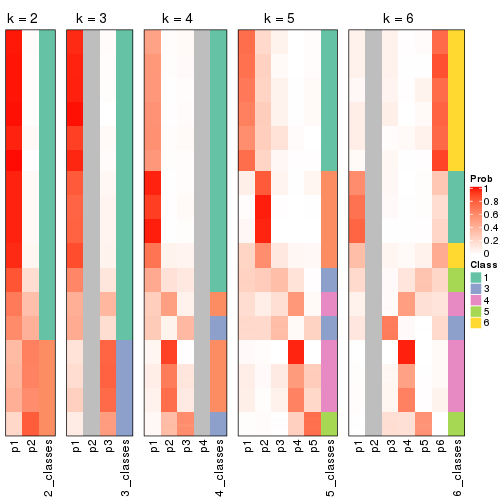 k = 2
k = 3
k = 4
k = 5
k = 6
p1
p2
2_classes
p1
p2
p3
3_classes
p1
p2
p3
p4
4_classes
p1
p2
p3
p4
p5
5_classes
p1
p2
p3
p4
p5
p6
6_classes
Prob
1
0.8
0.6
0.4
0.2
0
Class
1
3
4
5
6